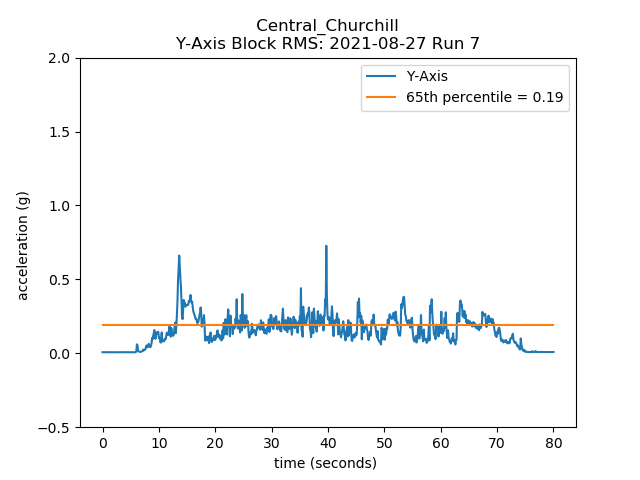 Central_Churchill
Y-Axis Block RMS: 2021-08-27 Run 7
2.0
Y-Axis
65th percentile = 0.19
1.5
1.0
0.5
0.0
−0.5
acceleration (g)
0 10 20 30 40 50 60 70 80
time (seconds)